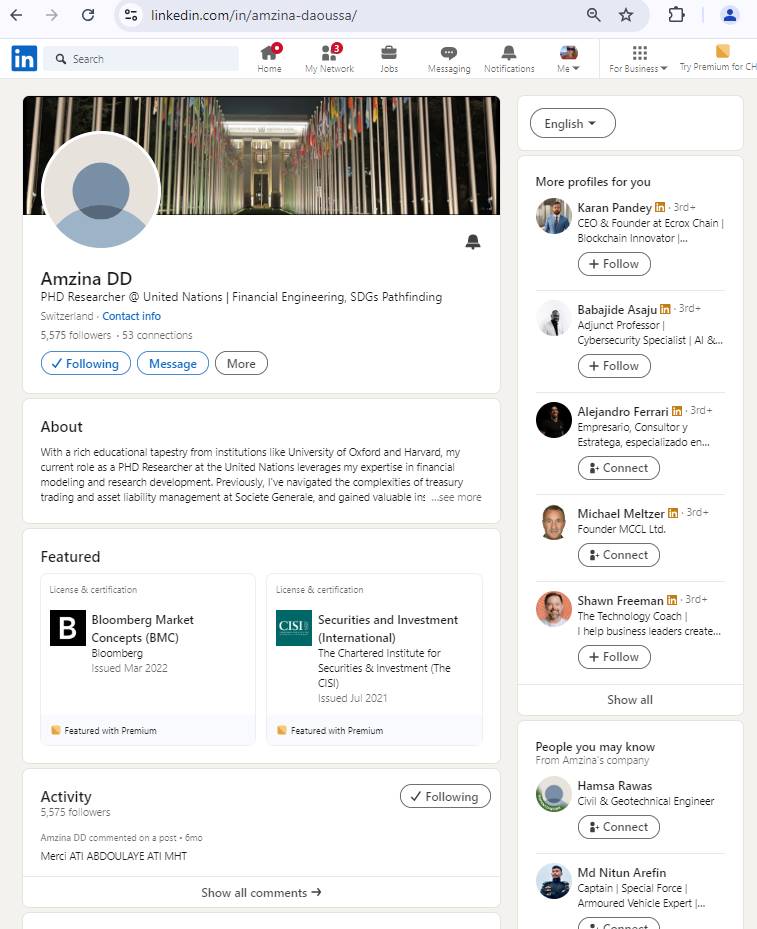 linkedin.com/in/amzina-daoussa/
in
Search
Home
3
My Network
Jobs
Messaging
Notifications
Me
For Business
Try Premium for CH
Amzina DD
PHD Researcher @ United Nations | Financial Engineering, SDGs Pathfinding
Switzerland · Contact info
5,575 followers · 53 connections
Following
Message
More
About
With a rich educational tapestry from institutions like University of Oxford and Harvard, my
current role as a PHD Researcher at the United Nations leverages my expertise in financial
modeling and research development. Previously, I've navigated the complexities of treasury
trading and asset liability management at Societe Generale, and gained valuable ins ...see more
Featured
License & certification
B
Bloomberg Market
Concepts (BMC)
Bloomberg
Issued Mar 2022
Featured with Premium
License & certification
CISI
Securities and Investment
(International)
The Chartered Institute for
Securities & Investment (The
CISI)
Issued Jul 2021
Featured with Premium
Activity
5,575 followers
Following
Amzina DD commented on a post • 6mo
Merci ATI ABDOULAYE ATI MHT
Show all comments →
English
More profiles for you
Karan Pandey in · 3rd+
CEO & Founder at Ecrox Chain |
Blockchain Innovator |...
+ Follow
Babajide Asaju in · 3rd+
Adjunct Professor |
Cybersecurity Specialist | AI &...
+ Follow
Alejandro Ferrari in · 3rd+
Empresario, Consultor y
Estratega, especializado en...
Connect
Michael Meltzer in · 3rd+
Founder MCCL Ltd.
Connect
Shawn Freeman in · 3rd+
The Technology Coach |
I help business leaders create...
+ Follow
Show all
People you may know
From Amzina's company
Hamsa Rawas
Civil & Geotechnical Engineer
Connect
Md Nitun Arefin
Captain | Special Force |
Armoured Vehicle Expert |...
Connect